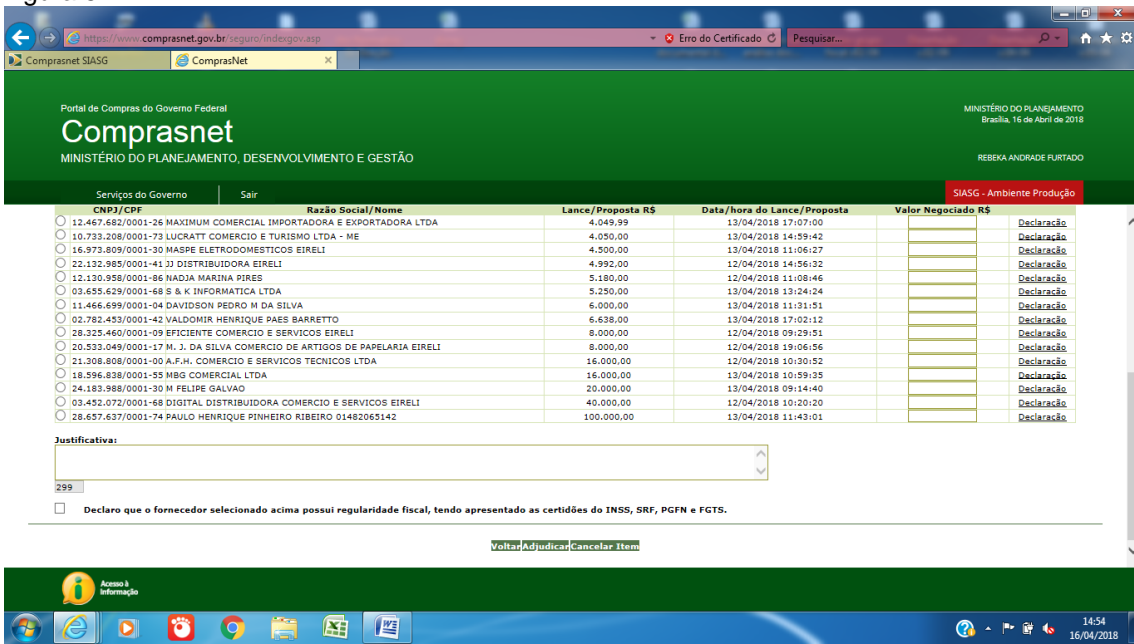 https://www.comprasnet.gov.br/seguro/indexgov.asp Erro do Certificado Pesquisar...
Comprasnet SIASG ComprasNet
Portal de Compras do Governo Federal
Comprasnet
MINISTÉRIO DO PLANEJAMENTO, DESENVOLVIMENTO E GESTÃO
MINISTÉRIO DO PLANEJAMENTO
Brasília, 16 de Abril de 2018
REBEKA ANDRADE FURTADO
Serviços do Governo Sair SIASG - Ambiente Produção
CNPJ/CPF Razão Social/Nome Lance/Proposta R$ Data/hora do Lance/Proposta Valor Negociado R$
12.467.682/0001-26 MAXIMUM COMERCIAL IMPORTADORA E EXPORTADORA LTDA 4.049,99 13/04/2018 17:07:00 Declaração
10.733.208/0001-73 LUCRATT COMERCIO E TURISMO LTDA - ME 4.050,00 13/04/2018 14:59:42 Declaração
16.973.809/0001-30 MASPE ELETRODOMESTICOS EIRELI 4.500,00 13/04/2018 11:06:27 Declaração
22.132.985/0001-41 JJ DISTRIBUIDORA EIRELI 4.992,00 12/04/2018 14:56:32 Declaração
12.130.958/0001-86 NADJA MARINA PIRES 5.180,00 12/04/2018 11:08:46 Declaração
03.655.629/0001-68 S & K INFORMATICA LTDA 5.250,00 13/04/2018 13:24:24 Declaração
11.466.699/0001-04 DAVIDSON PEDRO M DA SILVA 6.000,00 13/04/2018 11:31:51 Declaração
02.782.453/0001-42 VALDOMIR HENRIQUE PAES BARRETTO 6.638,00 13/04/2018 17:02:12 Declaração
28.325.460/0001-09 EFICIENTE COMERCIO E SERVICOS EIRELI 8.000,00 12/04/2018 09:29:51 Declaração
20.533.049/0001-17 M. J. DA SILVA COMERCIO DE ARTIGOS DE PAPELARIA EIRELI 8.000,00 12/04/2018 19:06:56 Declaração
21.308.808/0001-00 A.F.H. COMERCIO E SERVICOS TECNICOS LTDA 16.000,00 12/04/2018 10:30:52 Declaração
18.596.838/0001-55 MBG COMERCIAL LTDA 16.000,00 13/04/2018 10:59:35 Declaração
24.183.988/0001-30 M FELIPE GALVAO 20.000,00 13/04/2018 09:14:40 Declaração
03.452.072/0001-68 DIGITAL DISTRIBUIDORA COMERCIO E SERVICOS EIRELI 40.000,00 12/04/2018 10:20:20 Declaração
28.657.637/0001-74 PAULO HENRIQUE PINHEIRO RIBEIRO 01482065142 100.000,00 13/04/2018 11:43:01 Declaração
Justificativa:
299
Declaro que o fornecedor selecionado acima possui regularidade fiscal, tendo apresentado as certidões do INSS, SRF, PGFN e FGTS.
Voltar Adjudicar Cancelar Item
Acesso à
Informação
14:54
16/04/2018